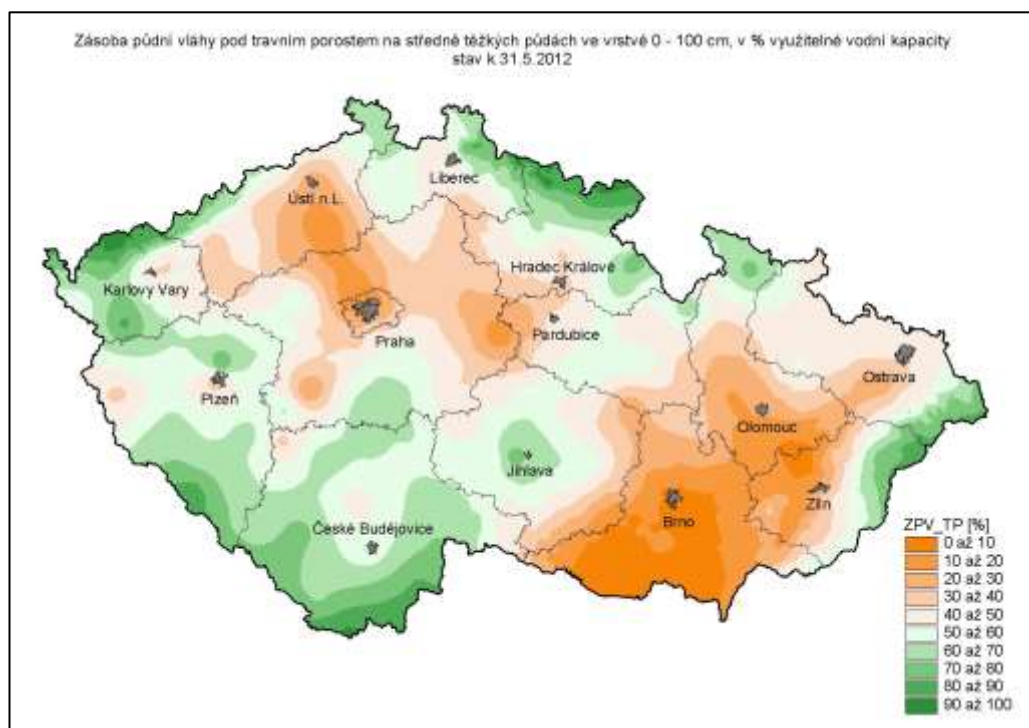 Zásoba půdní vláhy pod travním porostem na středně těžkých půdách ve vrstvě 0 - 100 cm, v % využitelné vodní kapacity
stav k 31.5.2012
Liberec
Ústí n.L.
Hradec Králové
Karlovy Vary
Pardubice
Praha
Ostrava
Plzeň
Olomouc
Jihlava
Zlín
Brno
České Budějovice
ZPV_TP [%]
0 až 10
10 až 20
20 až 30
30 až 40
40 až 50
50 až 60
60 až 70
70 až 80
80 až 90
90 až 100